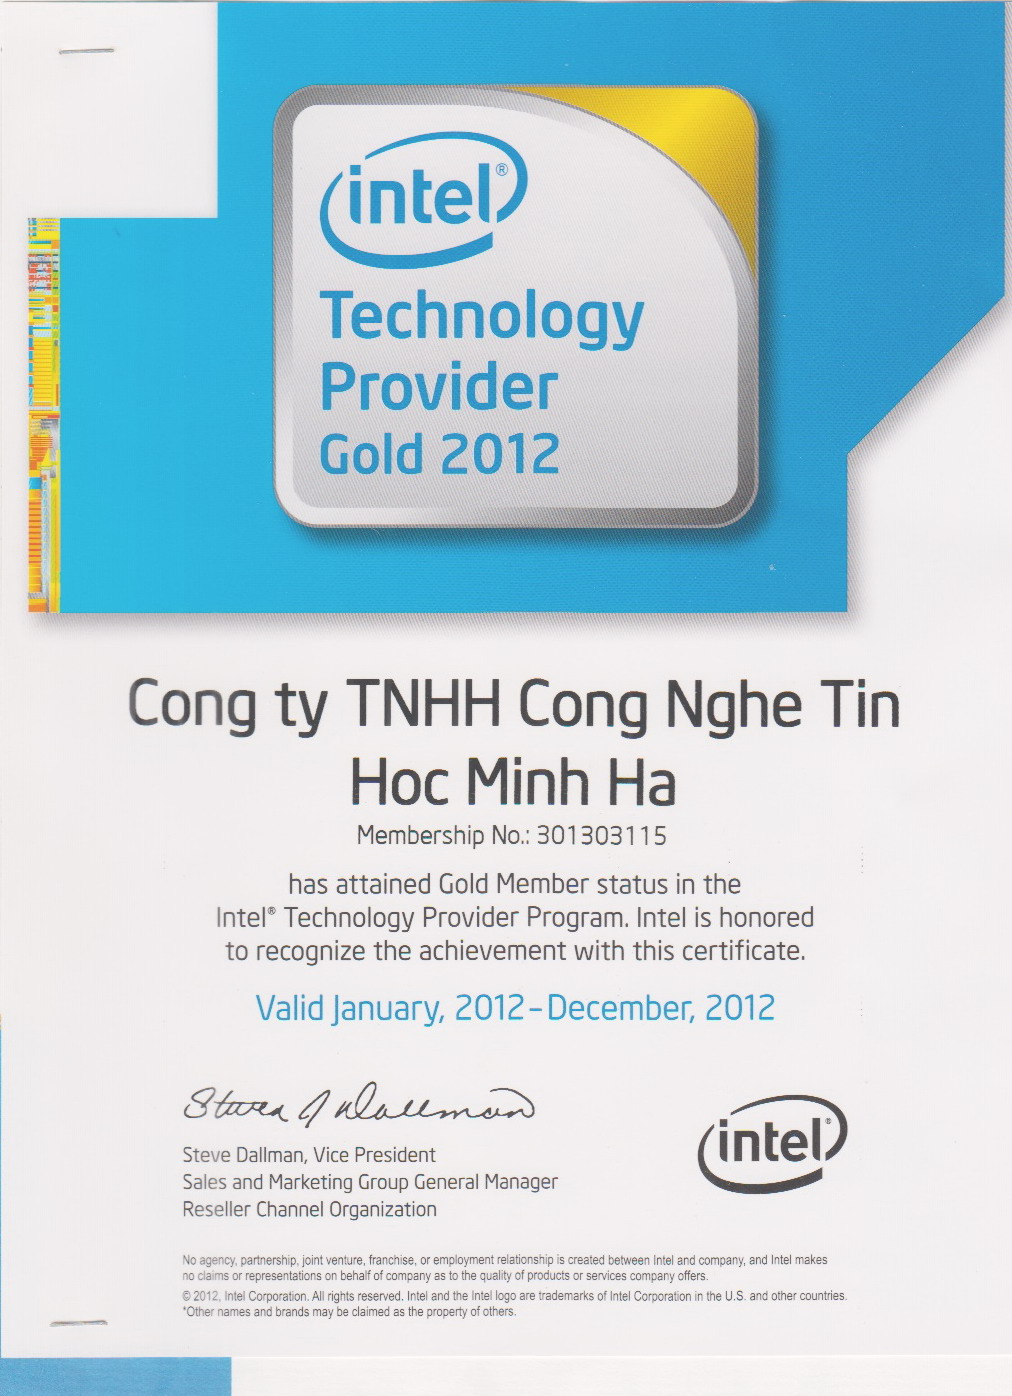 intel®
Technology
Provider
Gold 2012
Cong ty TNHH Cong Nghe Tin
Hoc Minh Ha
Membership No.: 301303115
has attained Gold Member status in the
Intel® Technology Provider Program. Intel is honored
to recognize the achievement with this certificate.
Valid January, 2012–December, 2012
Steven J Dallman
Steve Dallman, Vice President
Sales and Marketing Group General Manager
Reseller Channel Organization
intel®
No agency, partnership, joint venture, franchise, or employment relationship is created between Intel and company, and Intel makes
no claims or representations on behalf of company as to the quality of products or services company offers.
© 2012, Intel Corporation. All rights reserved. Intel and the Intel logo are trademarks of Intel Corporation in the U.S. and other countries.
*Other names and brands may be claimed as the property of others.